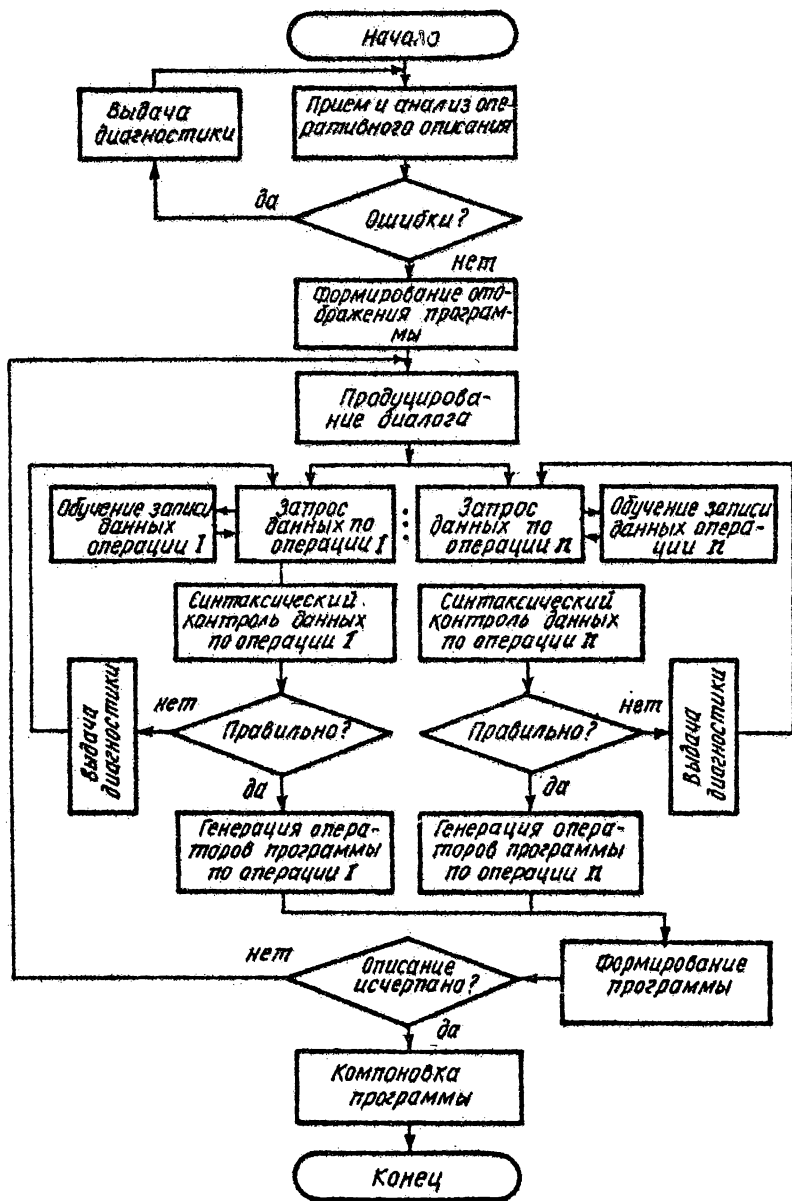 Начало
Выдача
диагностики
Прием и анализ опе-
ративного описания
да
Ошибки?
нет
Формирование ото-
бражения програм-
мы
Продуцирова-
ние диалога
Обучение записи
данных
операции I
Запрос
данных по
операции I
Запрос
данных по
операции n
Обучение записи
данных опера-
ции n
Синтаксический
контроль данных
по операции I
Синтаксический
контроль данных
по операции n
Выдача
диагностики
нет
Правильно?
Правильно?
нет
Выдача
диагностики
да
да
Генерация опера-
торов программы
по операции I
Генерация опера-
торов программы
по операции n
нет
Описание
исчерпано?
Формирование
программы
да
Компоновка
программы
Конец